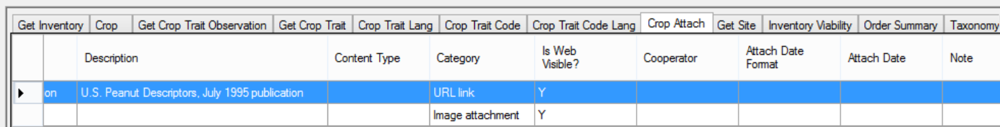 Get Inventory Crop Get Crop Trait Observation Get Crop Trait Crop Trait Lang Crop Trait Code Crop Trait Code Lang Crop Attach Get Site Inventory Viability Order Summary Taxonomy
Description Content Type Category Is Web Visible? Cooperator Attach Date Format Attach Date Note
on U.S. Peanut Descriptors, July 1995 publication URL link Y
Image attachment Y